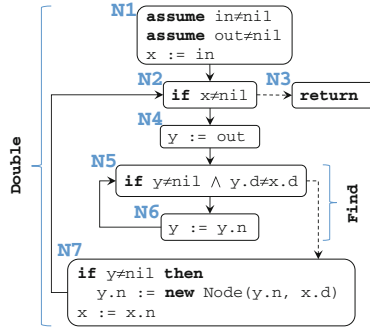 N1
assume in≠nil
assume out≠nil
x := in
N2
if x≠nil
N3
return
N4
y := out
N5
if y≠nil ∧ y.d≠x.d
N6
y := y.n
N7
if y≠nil then
y.n := new Node(y.n, x.d)
x := x.n
Double
Find